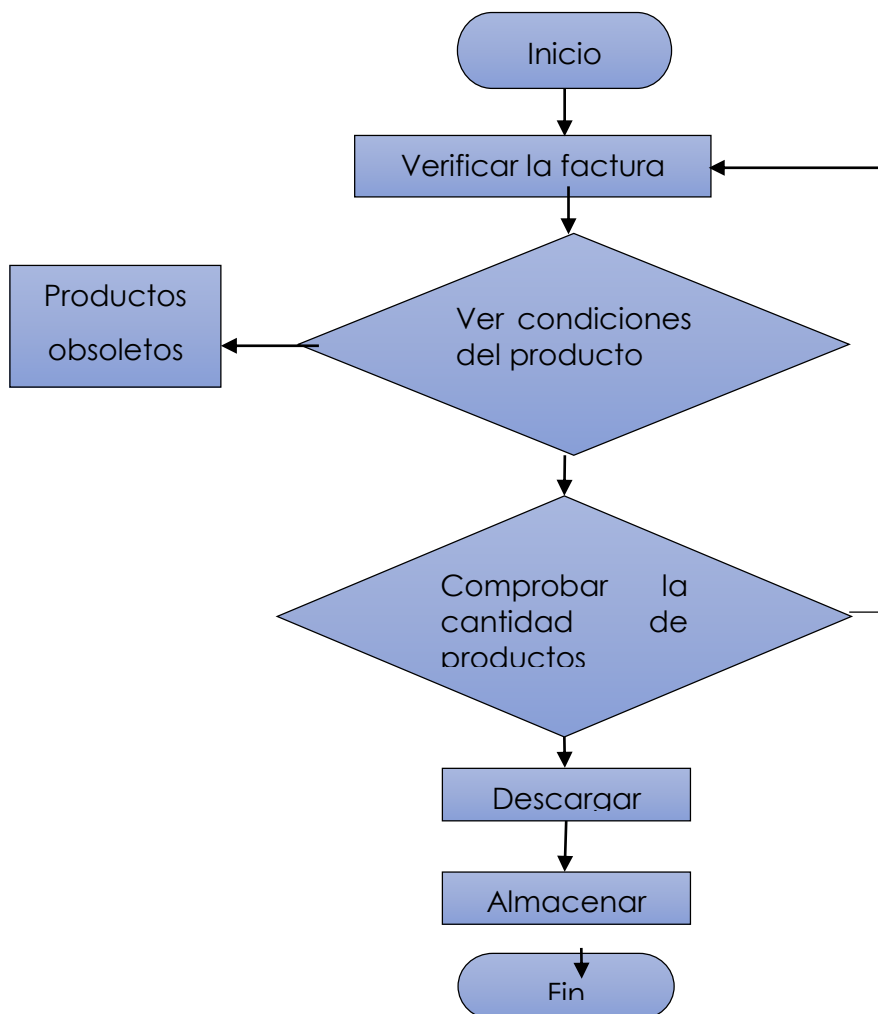 Inicio
Verificar la factura
Productos
obsoletos
Ver condiciones
del producto
Comprobar la
cantidad de
productos
Descargar
Almacenar
Fin